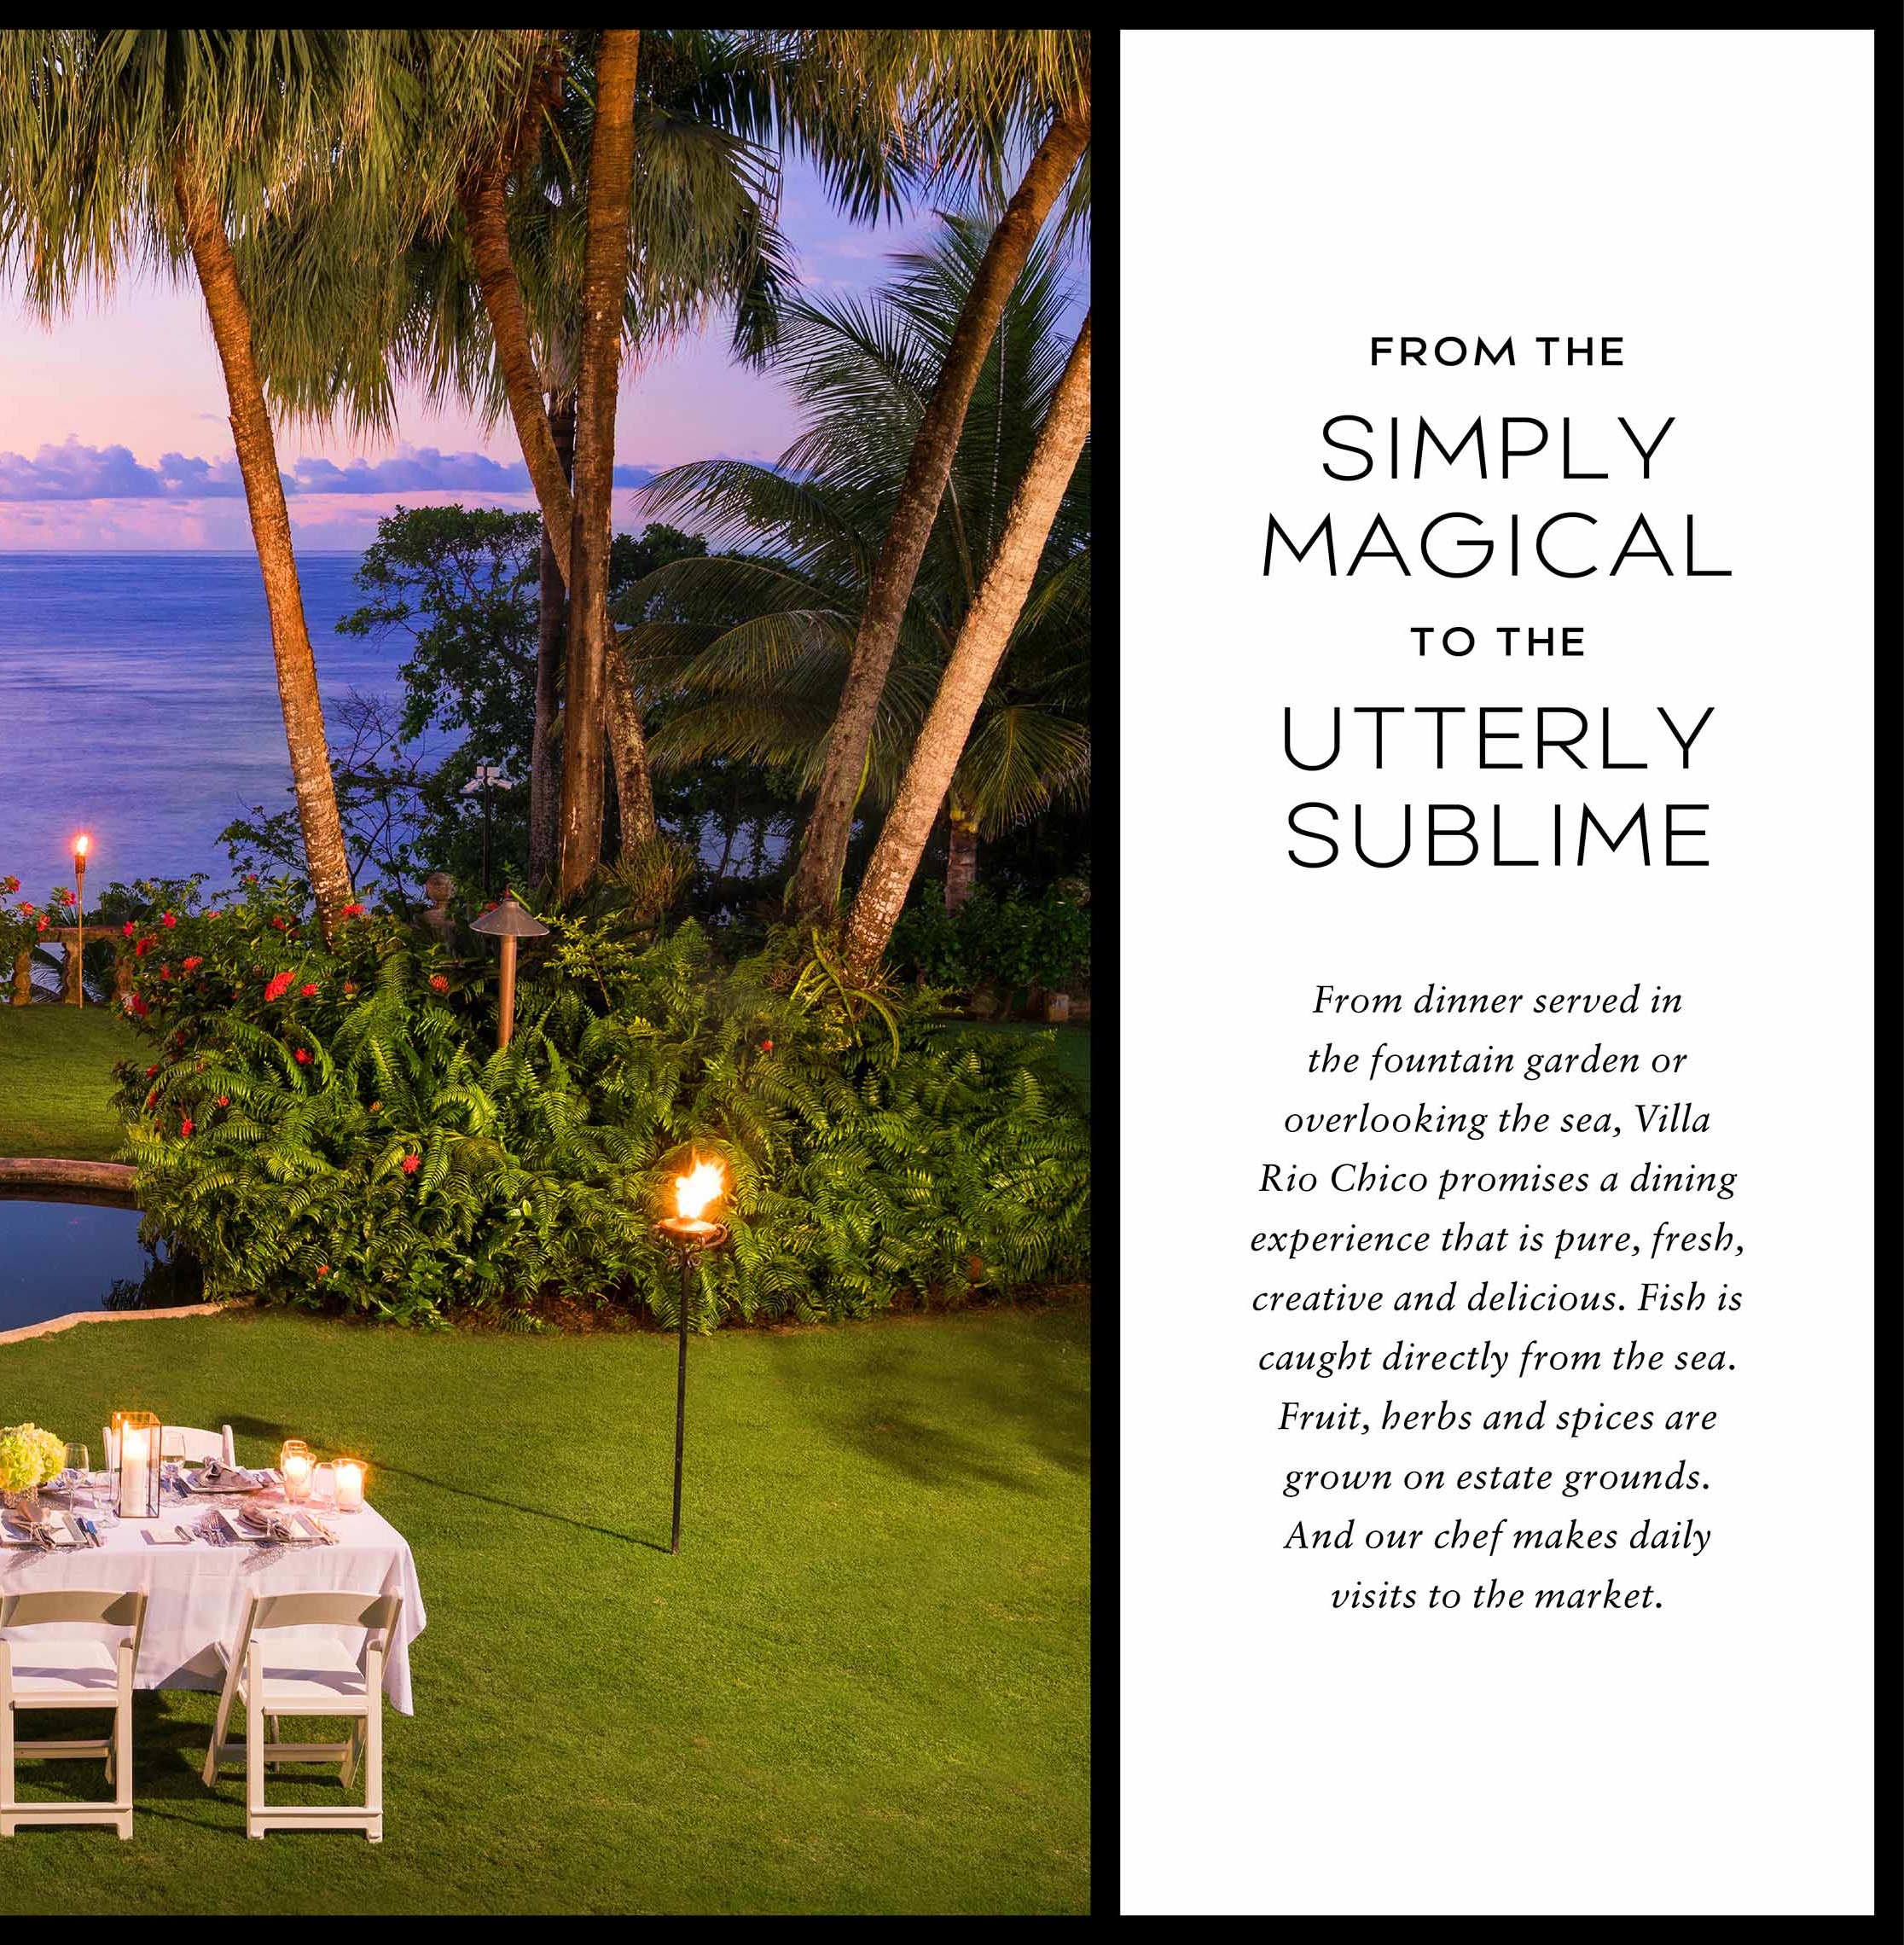 FROM THE
SIMPLY
MAGICAL
TO THE
UTTERLY
SUBLIME
From dinner served in
the fountain garden or
overlooking the sea, Villa
Rio Chico promises a dining
experience that is pure, fresh,
creative and delicious. Fish is
caught directly from the sea.
Fruit, herbs and spices are
grown on estate grounds.
And our chef makes daily
visits to the market.